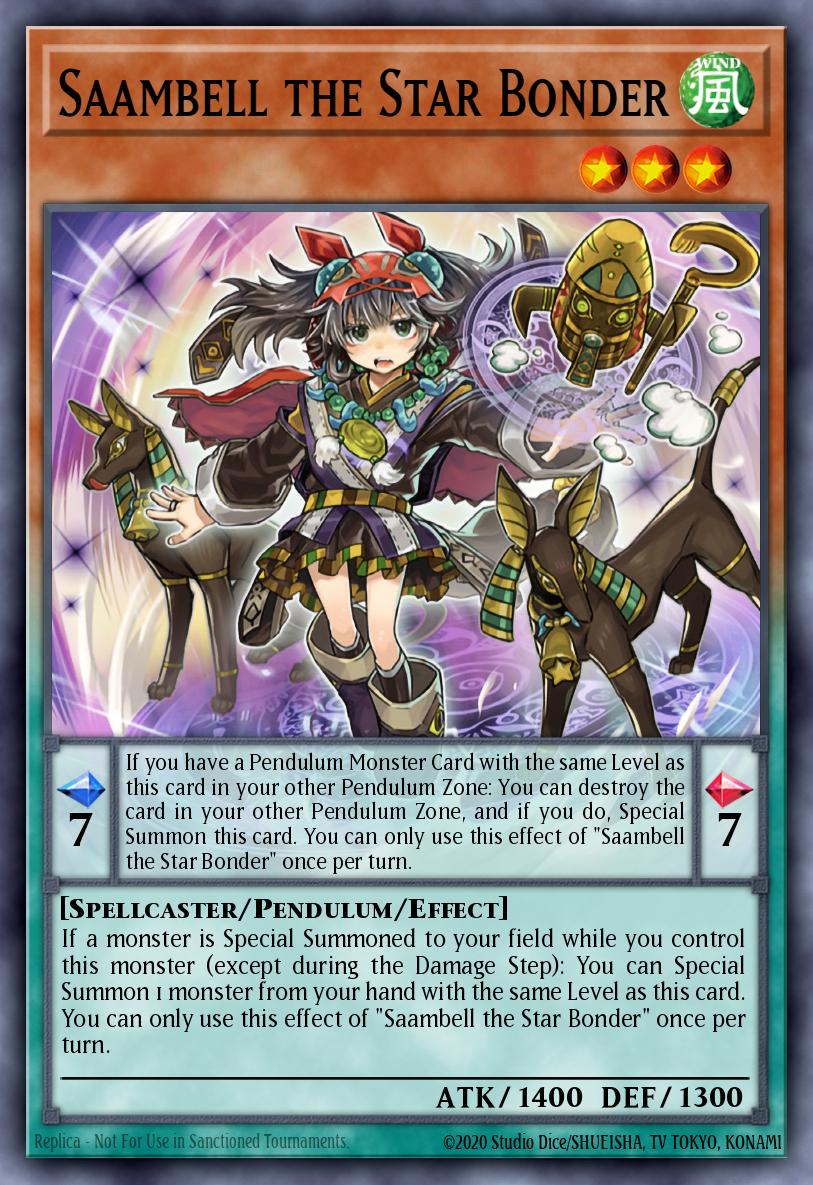 Saambell the Star Bonder
WIND
風
7
If you have a Pendulum Monster Card with the same Level as
this card in your other Pendulum Zone: You can destroy the
card in your other Pendulum Zone, and if you do, Special
Summon this card. You can only use this effect of "Saambell
the Star Bonder" once per turn.
7
[Spellcaster/Pendulum/Effect]
If a monster is Special Summoned to your field while you control
this monster (except during the Damage Step): You can Special
Summon 1 monster from your hand with the same Level as this card.
You can only use this effect of "Saambell the Star Bonder" once per
turn.
ATK/1400 DEF/1300
Replica - Not For Use in Sanctioned Tournaments.
©2020 Studio Dice/SHUEISHA, TV TOKYO, KONAMI